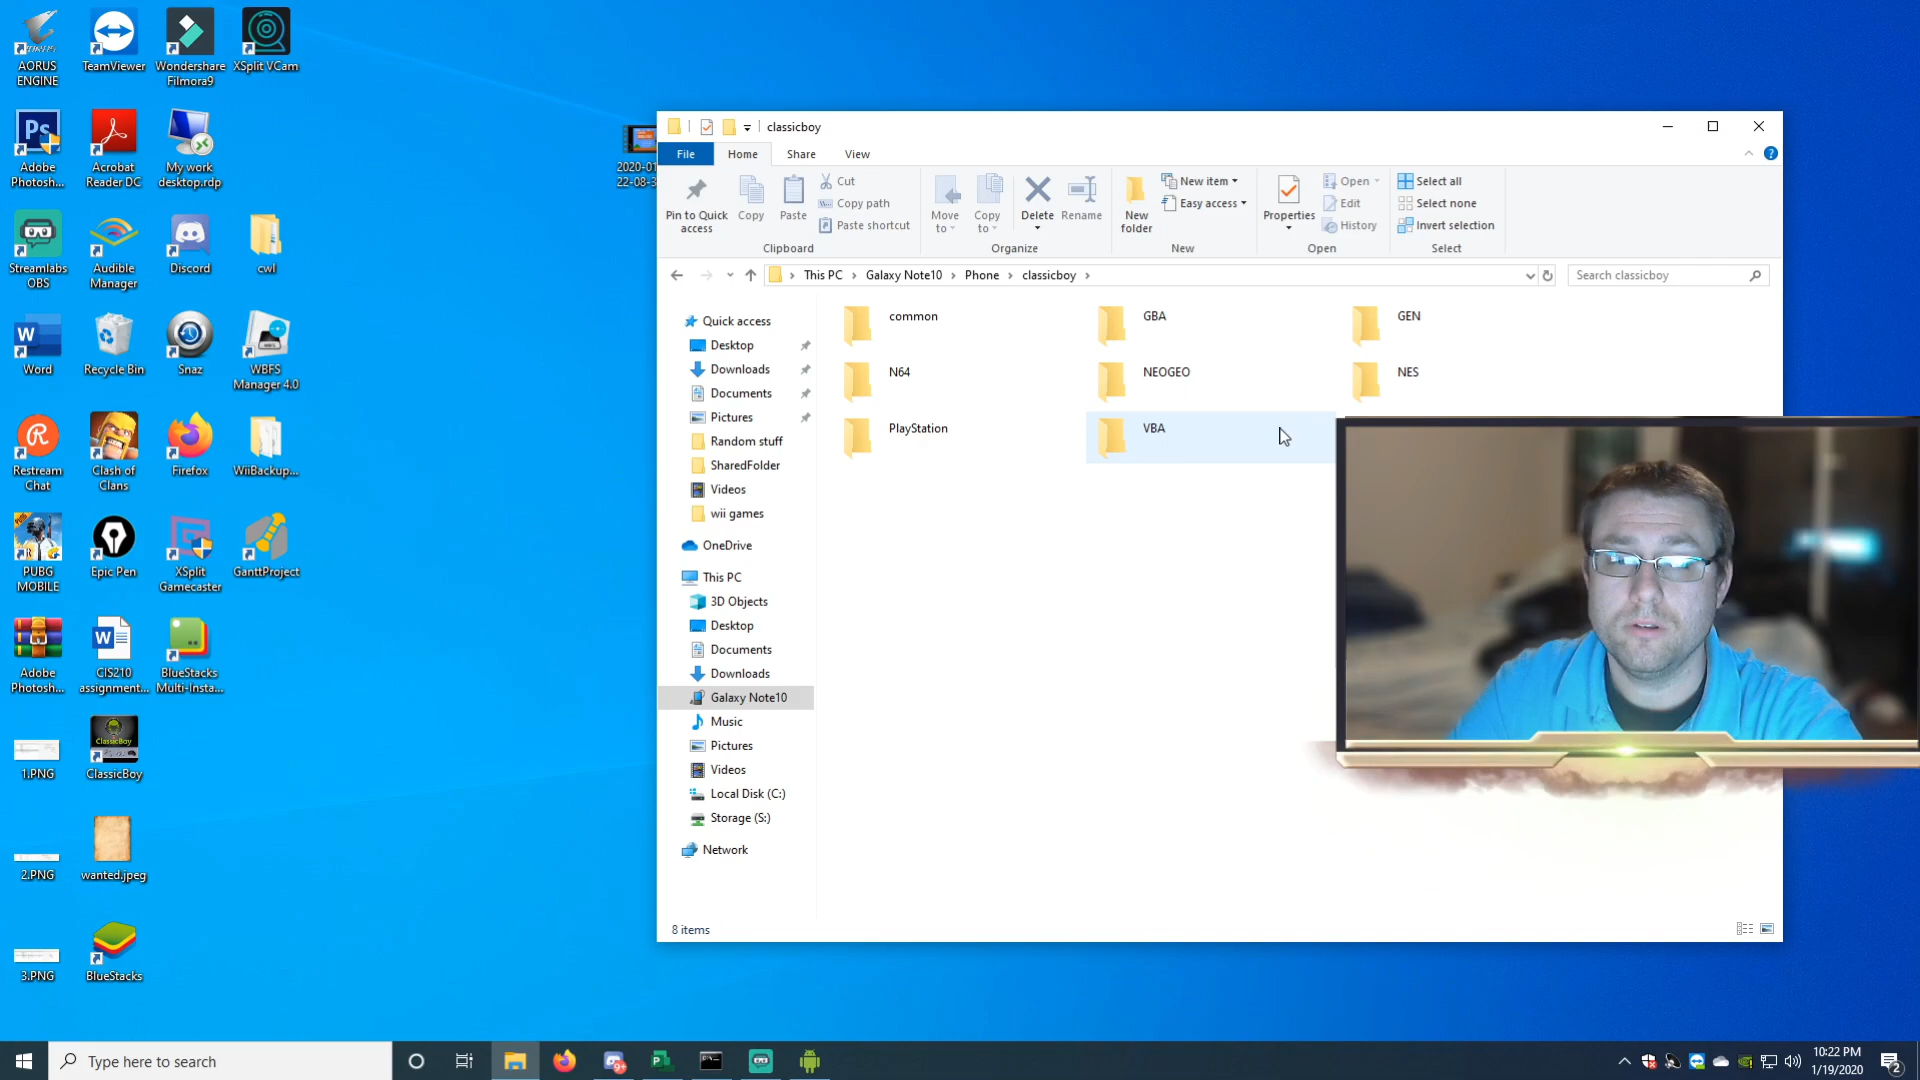 AORUS
ENGINE
TeamViewer
Wondershare
Filmora9
XSplit VCam
Adobe
Photosh...
Acrobat
Reader DC
My work
desktop.rdp
Streamlabs
OBS
Audible
Manager
Discord
cwl
Word
Recycle Bin
Snaz
WBFS
Manager 4.0
Restream
Chat
Clash of
Clans
Firefox
WiiBackup...
PUBG
MOBILE
Epic Pen
XSplit
Gamecaster
GanttProject
Adobe
Photosh...
CIS210
assignment...
BlueStacks
Multi-Insta...
1.PNG
ClassicBoy
2.PNG
wanted.jpeg
3.PNG
BlueStacks
2020-01
22-08-3
classicboy
File
Home
Share
View
Pin to Quick
access
Copy
Paste
Cut
Copy path
Paste shortcut
Clipboard
Move
to
Copy
to
Delete
Rename
Organize
New
folder
New item
Easy access
New
Properties
Open
Edit
History
Open
Select all
Select none
Invert selection
Select
This PC > Galaxy Note10 > Phone > classicboy >
Search classicboy
Quick access
Desktop
Downloads
Documents
Pictures
Random stuff
SharedFolder
Videos
wii games
OneDrive
This PC
3D Objects
Desktop
Documents
Downloads
Galaxy Note10
Music
Pictures
Videos
Local Disk (C:)
Storage (S:)
Network
common
GBA
GEN
N64
NEOGEO
NES
PlayStation
VBA
8 items
Type here to search
9+
10:22 PM
1/19/2020
2